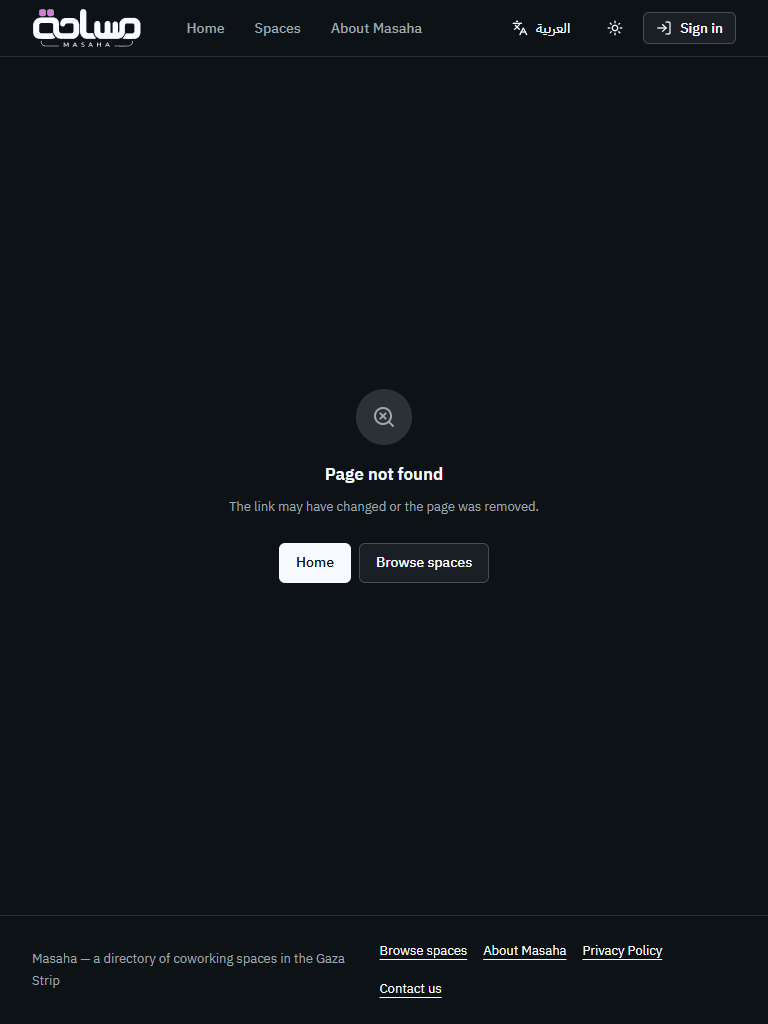 مساحة
MASAHA
Home Spaces About Masaha العربية Sign in
Page not found
The link may have changed or the page was removed.
Home Browse spaces
Masaha — a directory of coworking spaces in the Gaza
Strip
Browse spaces About Masaha Privacy Policy
Contact us